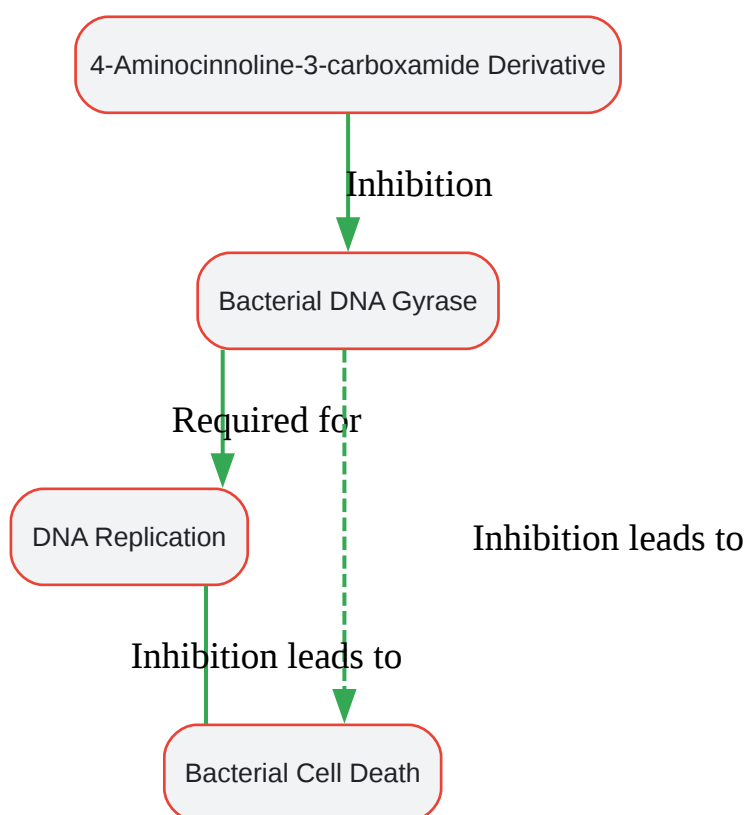 4-Aminocinnoline-3-carboxamide Derivative
Inhibition
Bacterial DNA Gyrase
Required for
DNA Replication
Inhibition leads to
Inhibition leads to
Bacterial Cell Death